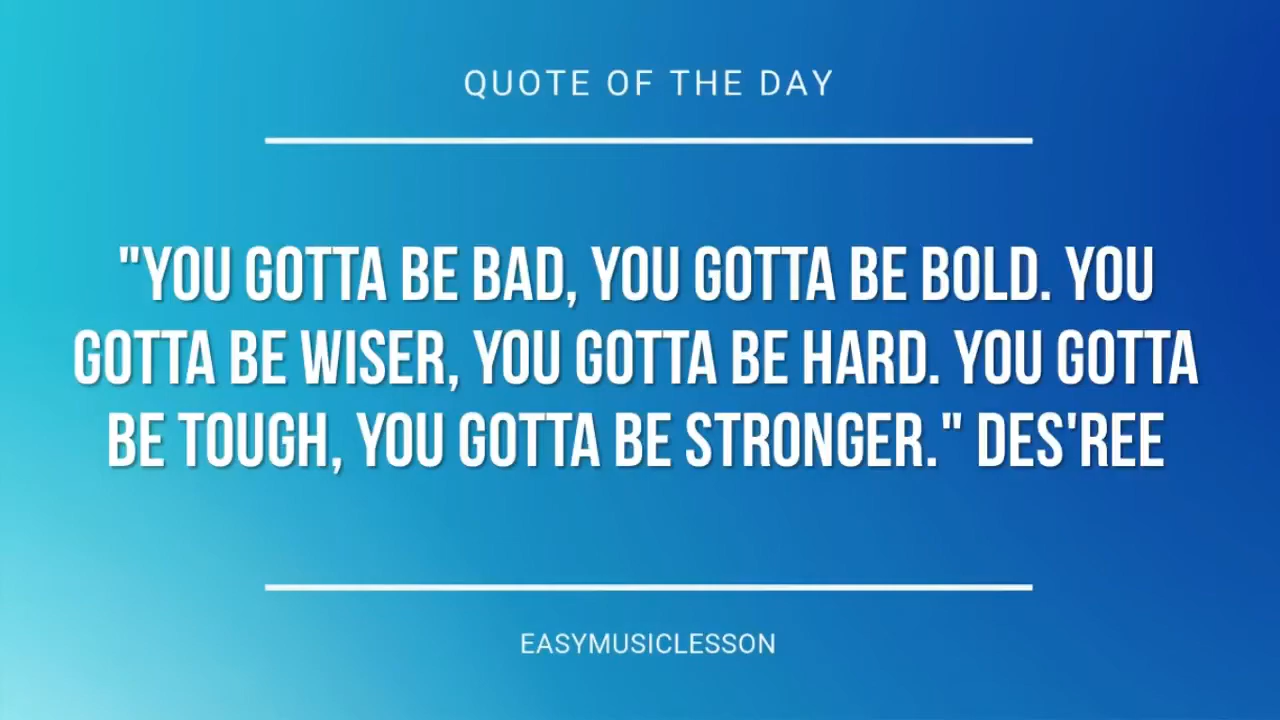 QUOTE OF THE DAY
"YOU GOTTA BE BAD, YOU GOTTA BE BOLD. YOU
GOTTA BE WISER, YOU GOTTA BE HARD. YOU GOTTA
BE TOUGH, YOU GOTTA BE STRONGER." DES'REE
EASYMUSICLESSON